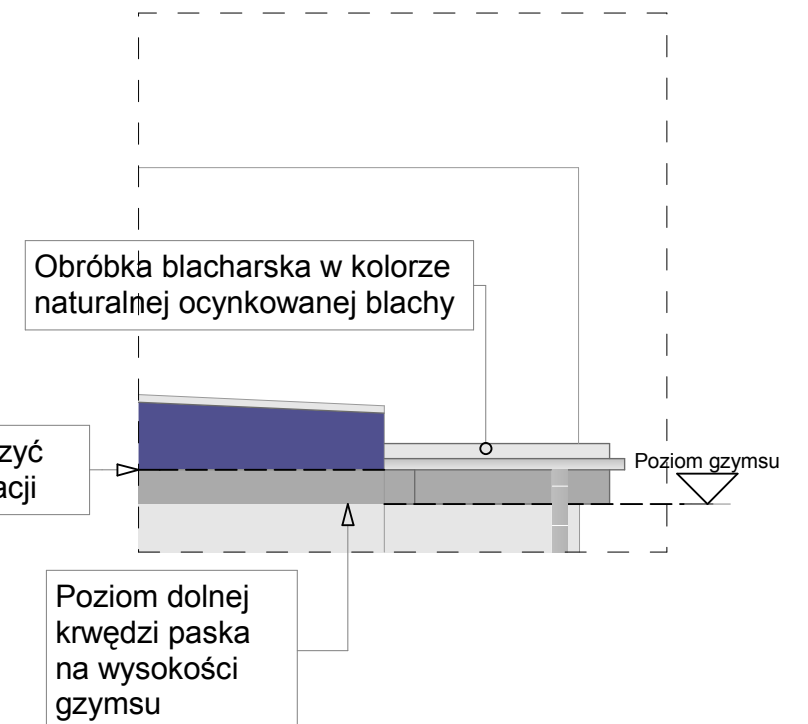 Obróbka blacharska w kolorze
naturalnej ocynkowanej blachy
Poziom gzymsu
Poziom dolnej
krwędzi paska
na wysokości
gzymsu